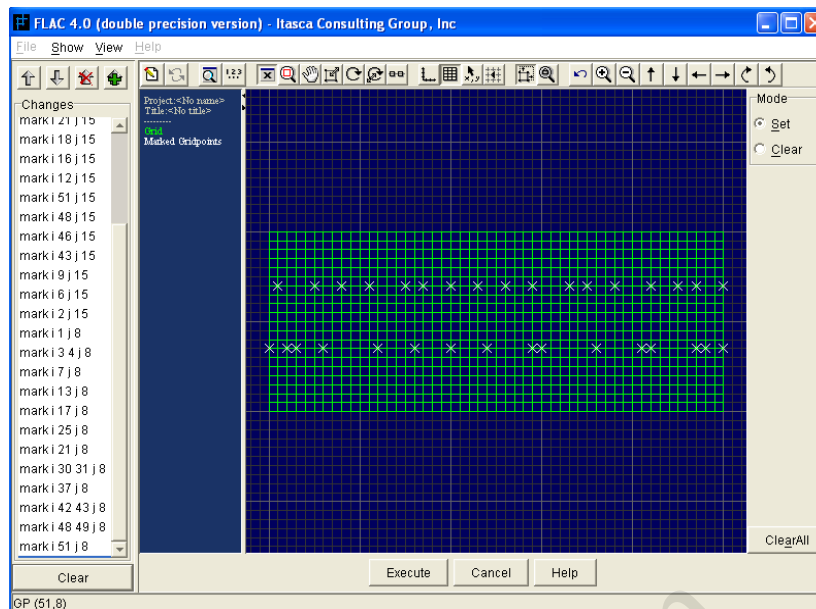 FLAC 4.0 (double precision version) - Itasca Consulting Group, Inc
File Show View Help
Changes
mark i 21 j 15
mark i 18 j 15
mark i 16 j 15
mark i 12 j 15
mark i 51 j 15
mark i 48 j 15
mark i 46 j 15
mark i 43 j 15
mark i 9 j 15
mark i 6 j 15
mark i 2 j 15
mark i 1 j 8
mark i 3 4 j 8
mark i 7 j 8
mark i 13 j 8
mark i 17 j 8
mark i 25 j 8
mark i 21 j 8
mark i 30 31 j 8
mark i 37 j 8
mark i 42 43 j 8
mark i 48 49 j 8
mark i 51 j 8
Clear
1,2,3
Project:<No name>
Title:<No title>
----------
Grid
Marked Gridpoints
Mode
Set
Clear
ClearAll
Execute Cancel Help
GP (51,8)